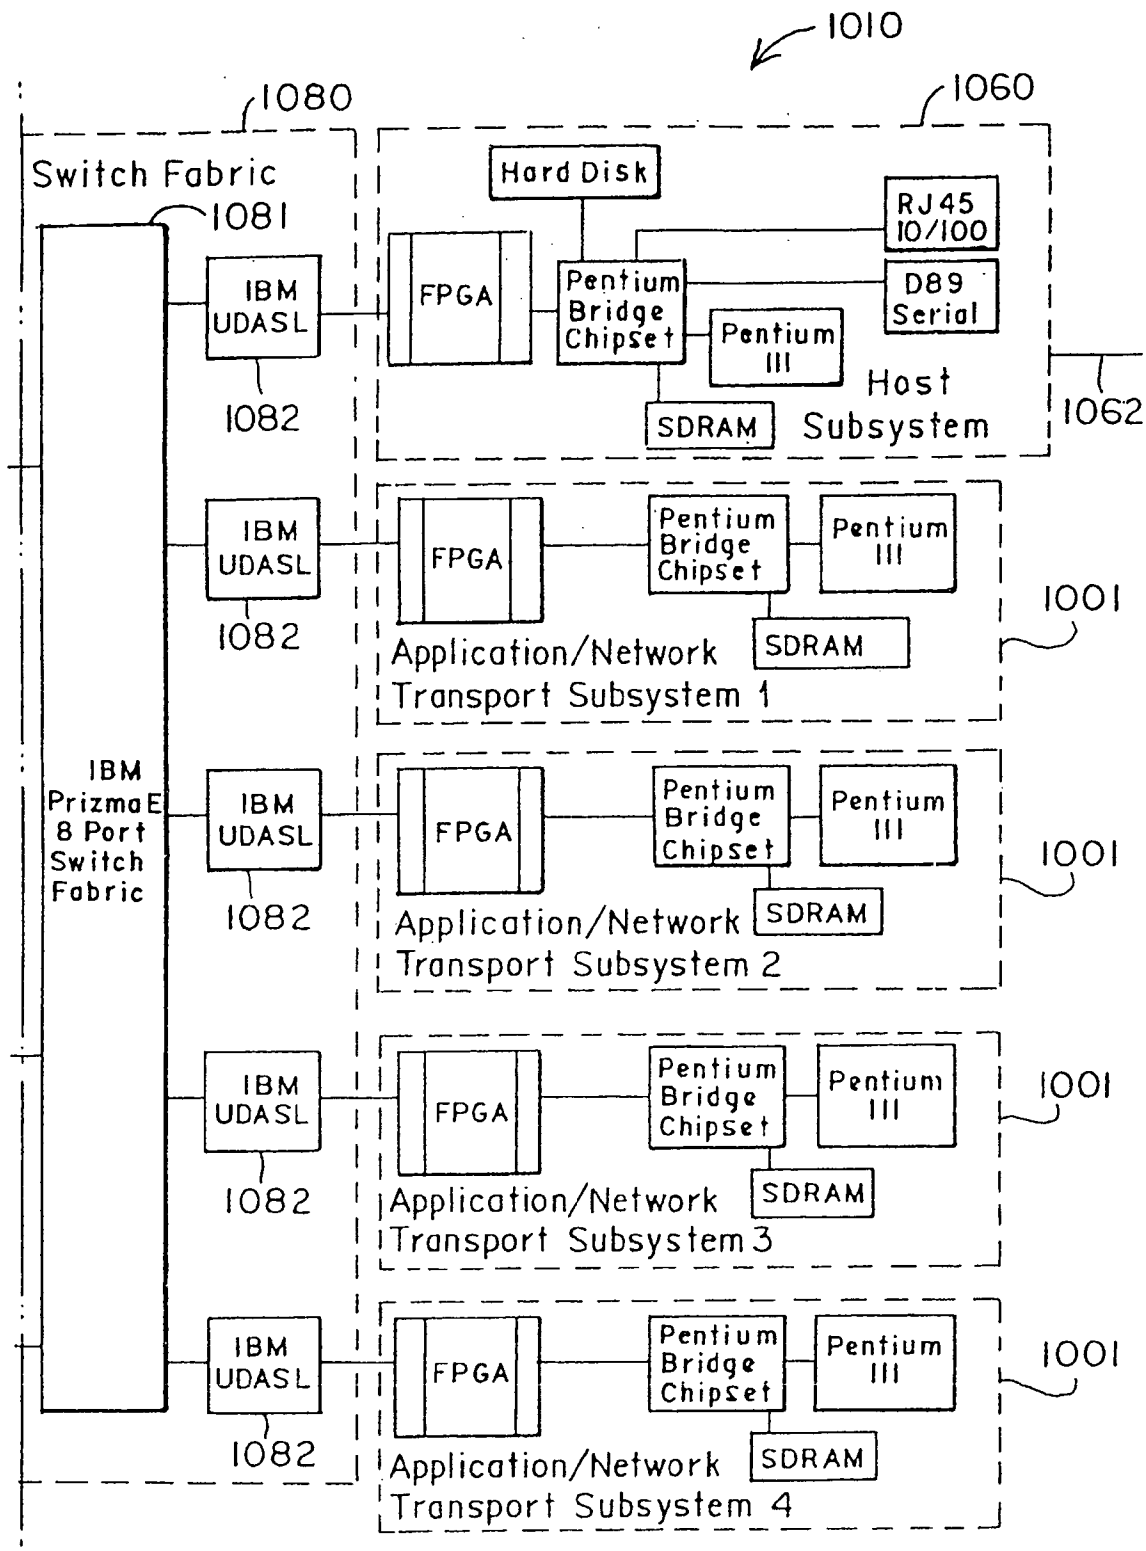 1010
1080
1060
Switch Fabric
1081
Hard Disk
RJ45
10/100
FPGA
Pentium
Bridge
Chipset
D89
Serial
IBM
UDASL
Pentium
III
1082
Host
Subsystem
1062
SDRAM
IBM
UDASL
FPGA
Pentium
Bridge
Chipset
Pentium
III
1001
1082
Application/Network
Transport Subsystem 1
SDRAM
IBM
PrizmaE
8 Port
Switch
Fabric
IBM
UDASL
FPGA
Pentium
Bridge
Chipset
Pentium
III
1001
1082
Application/Network
Transport Subsystem 2
SDRAM
IBM
UDASL
FPGA
Pentium
Bridge
Chipset
Pentium
III
1001
1082
Application/Network
Transport Subsystem 3
SDRAM
IBM
UDASL
FPGA
Pentium
Bridge
Chipset
Pentium
III
1001
1082
Application/Network
Transport Subsystem 4
SDRAM